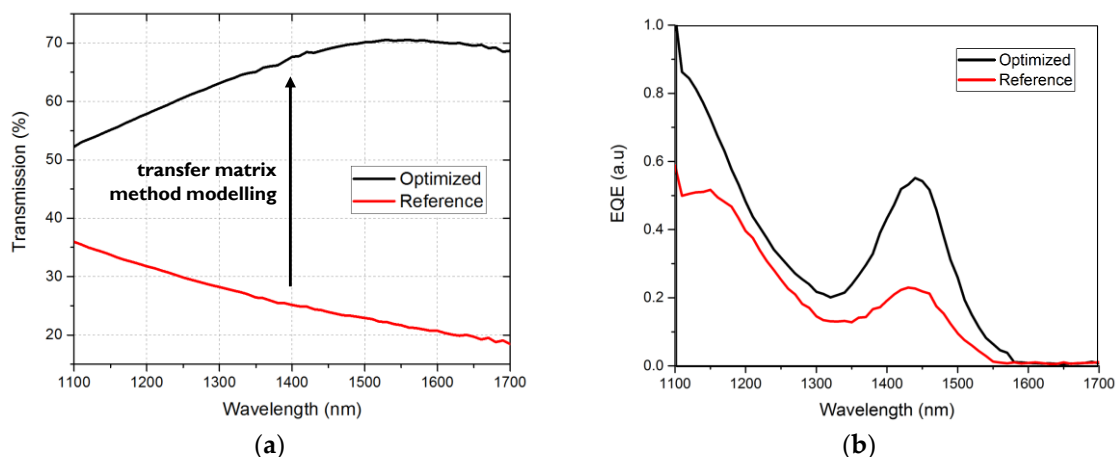 70
60
50
40
30
20
Transmission (%)
transfer matrix
method modelling
Optimized
Reference
1100 1200 1300 1400 1500 1600 1700
Wavelength (nm)
(a)
1.0
0.8
0.6
0.4
0.2
0.0
EQE (a.u)
Optimized
Reference
1100 1200 1300 1400 1500 1600 1700
Wavelength (nm)
(b)